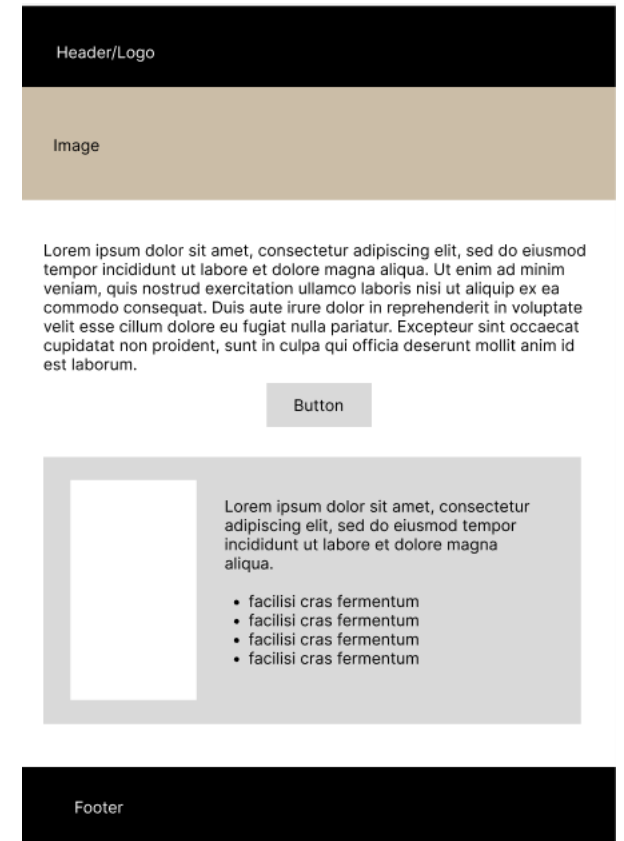 Header/Logo
Image
Lorem ipsum dolor sit amet, consectetur adipiscing elit, sed do eiusmod
tempor incididunt ut labore et dolore magna aliqua. Ut enim ad minim
veniam, quis nostrud exercitation ullamco laboris nisi ut aliquip ex ea
commodo consequat. Duis aute irure dolor in reprehenderit in voluptate
velit esse cillum dolore eu fugiat nulla pariatur. Excepteur sint occaecat
cupidatat non proident, sunt in culpa qui officia deserunt mollit anim id
est laborum.
Button
Lorem ipsum dolor sit amet, consectetur
adipiscing elit, sed do eiusmod tempor
incididunt ut labore et dolore magna
aliqua.
• facilisi cras fermentum
• facilisi cras fermentum
• facilisi cras fermentum
• facilisi cras fermentum
Footer